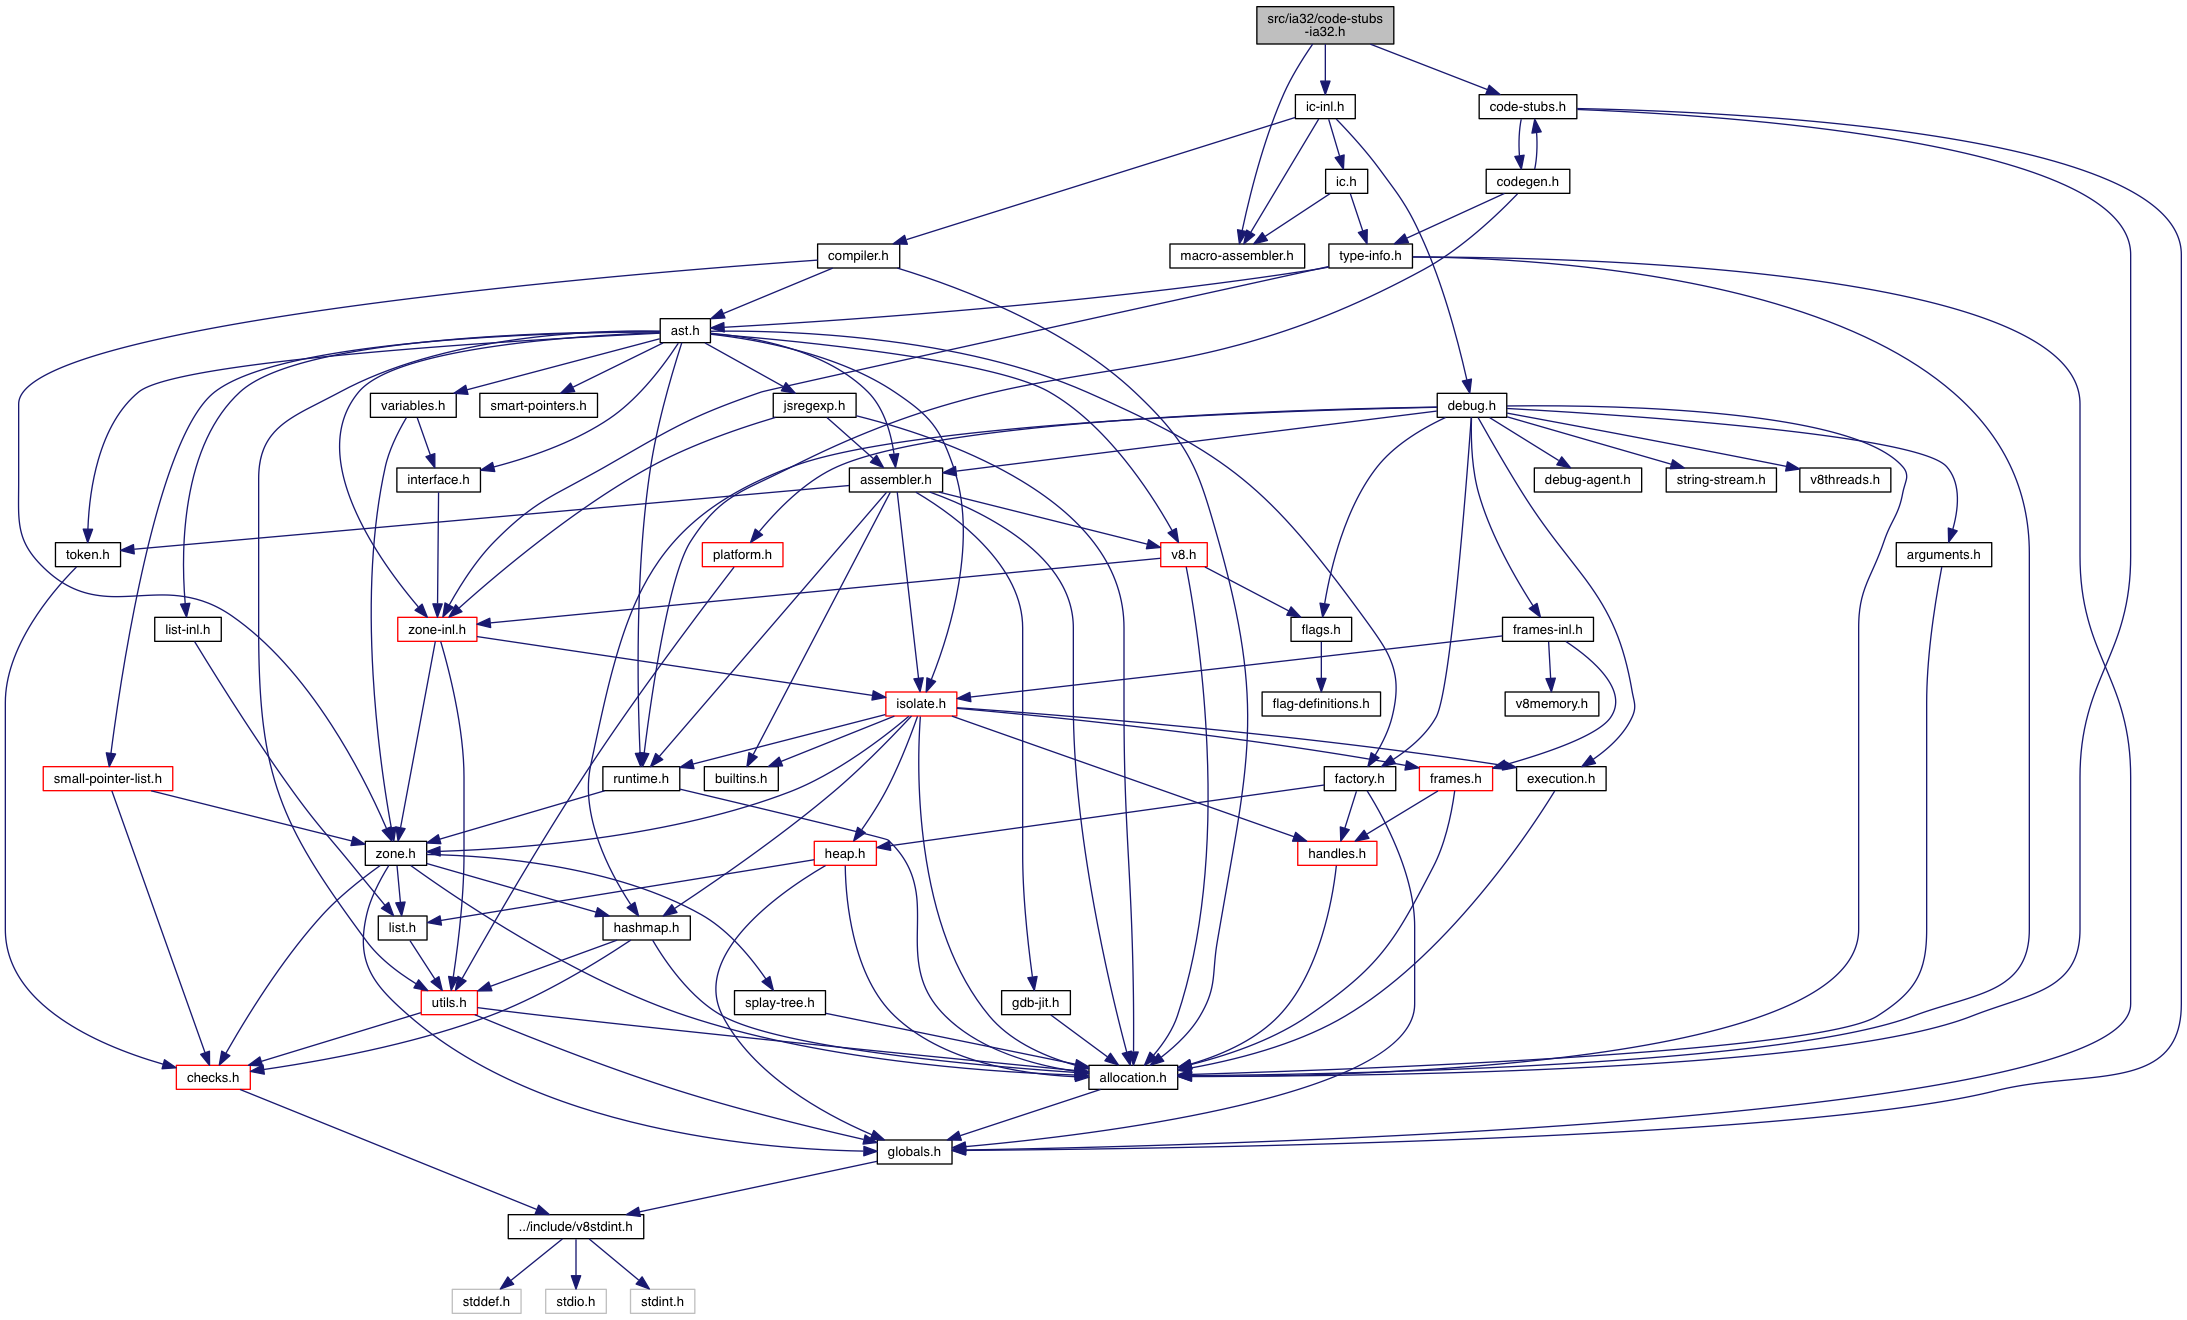 src/ia32/code-stubs
-ia32.h
ic-inl.h
code-stubs.h
ic.h
codegen.h
compiler.h
macro-assembler.h
type-info.h
ast.h
variables.h
smart-pointers.h
jsregexp.h
debug.h
interface.h
assembler.h
debug-agent.h
string-stream.h
v8threads.h
token.h
platform.h
v8.h
arguments.h
list-inl.h
zone-inl.h
flags.h
frames-inl.h
isolate.h
flag-definitions.h
v8memory.h
small-pointer-list.h
runtime.h
builtins.h
factory.h
frames.h
execution.h
zone.h
heap.h
handles.h
list.h
hashmap.h
utils.h
splay-tree.h
gdb-jit.h
checks.h
allocation.h
globals.h
../include/v8stdint.h
stddef.h
stdio.h
stdint.h